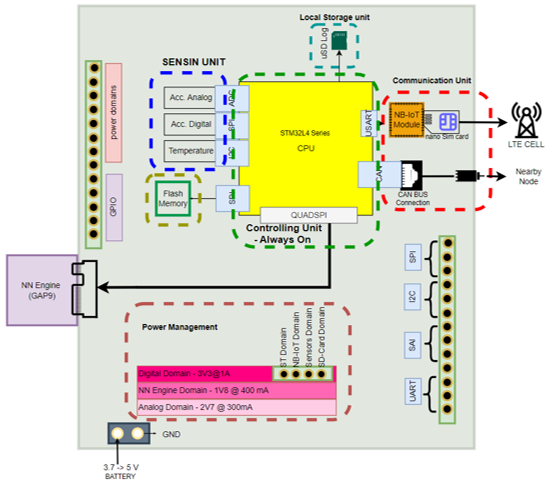 Local Storage unit
uSD Log
SENSIN UNIT
Communication Unit
power domains
Acc. Analog
ADC
Acc. Digital
SPI
Temperature
I2C
STM32L4 Series
CPU
USART
NB-IoT
Module
nano Sim card
LTE CELL
CAN
CAN BUS
Connection
Nearby
Node
GPIO
Flash
Memory
QUADSPI
Controlling Unit
- Always On
NN Engine
(GAP9)
SPI
I2C
SAI
UART
Power Management
ST Domain
NB-IoT Domain
Sensors Domain
SD-Card Domain
Digital Domain - 3V3@1A
NN Engine Domain - 1V8 @ 400 mA
Analog Domain - 2V7 @ 300mA
GND
3.7 -> 5 V
BATTERY